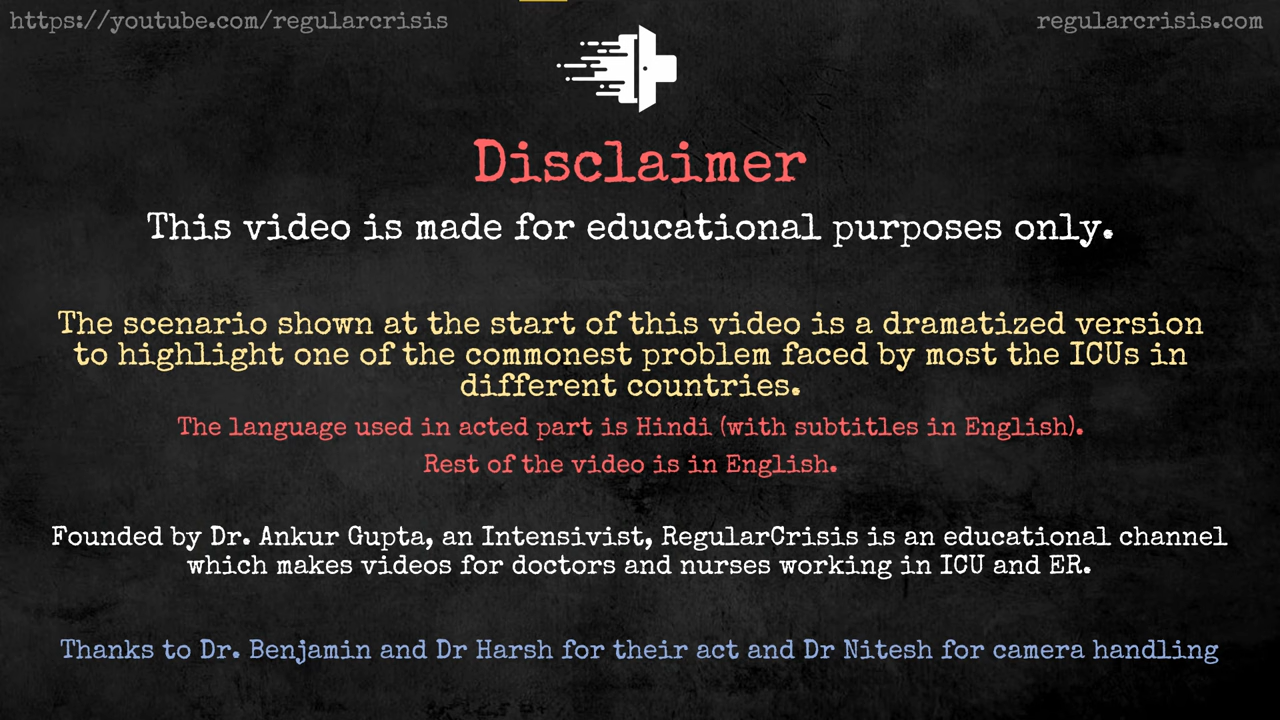 https://youtube.com/regularcrisis
regularcrisis.com
Disclaimer
This video is made for educational purposes only.
The scenario shown at the start of this video is a dramatized version
to highlight one of the commonest problem faced by most the ICUs in
different countries.
The language used in acted part is Hindi (with subtitles in English).
Rest of the video is in English.
Founded by Dr. Ankur Gupta, an Intensivist, RegularCrisis is an educational channel
which makes videos for doctors and nurses working in ICU and ER.
Thanks to Dr. Benjamin and Dr Harsh for their act and Dr Nitesh for camera handling